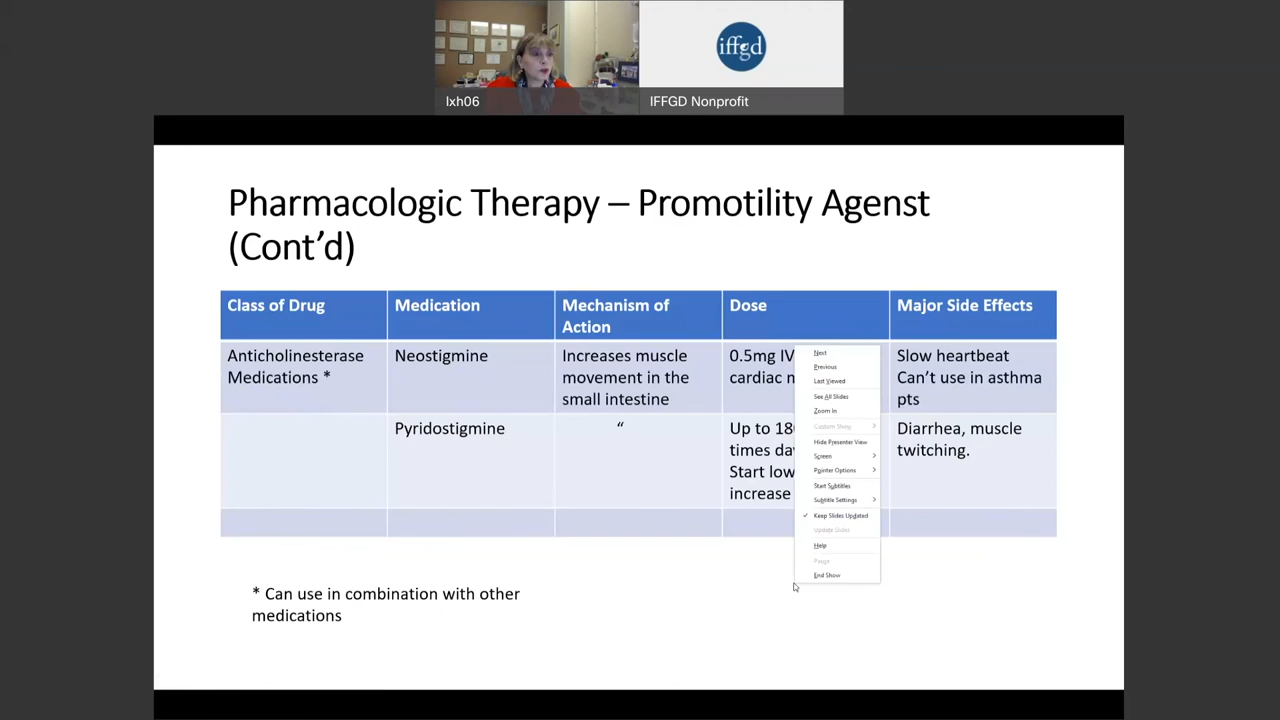 iffgd
lxh06
IFFGD Nonprofit
Pharmacologic Therapy – Promotility Agenst
(Cont’d)
Class of Drug
Medication
Mechanism of
Action
Dose
Major Side Effects
Anticholinesterase
Medications *
Neostigmine
Increases muscle
movement in the
small intestine
0.5mg IV
cardiac
Slow heartbeat
Can’t use in asthma
pts
Pyridostigmine
“
Up to
times
Start low
increase
Diarrhea, muscle
twitching.
Next
Previous
Last Viewed
See All Slides
Zoom In
Custom Show
Hide Presenter View
Screen
Pointer Options
Start Subtitles
Subtitle Settings
✓ Keep Slides Updated
Update Slides
Help
Pause
End Show
* Can use in combination with other
medications